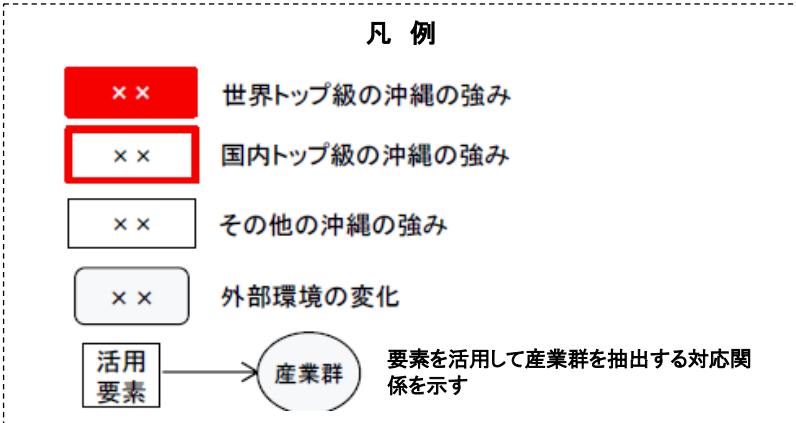 凡 例
×× 世界トップ級の沖縄の強み
×× 国内トップ級の沖縄の強み
×× その他の沖縄の強み
×× 外部環境の変化
活用
要素
産業群
要素を活用して産業群を抽出する対応関
係を示す